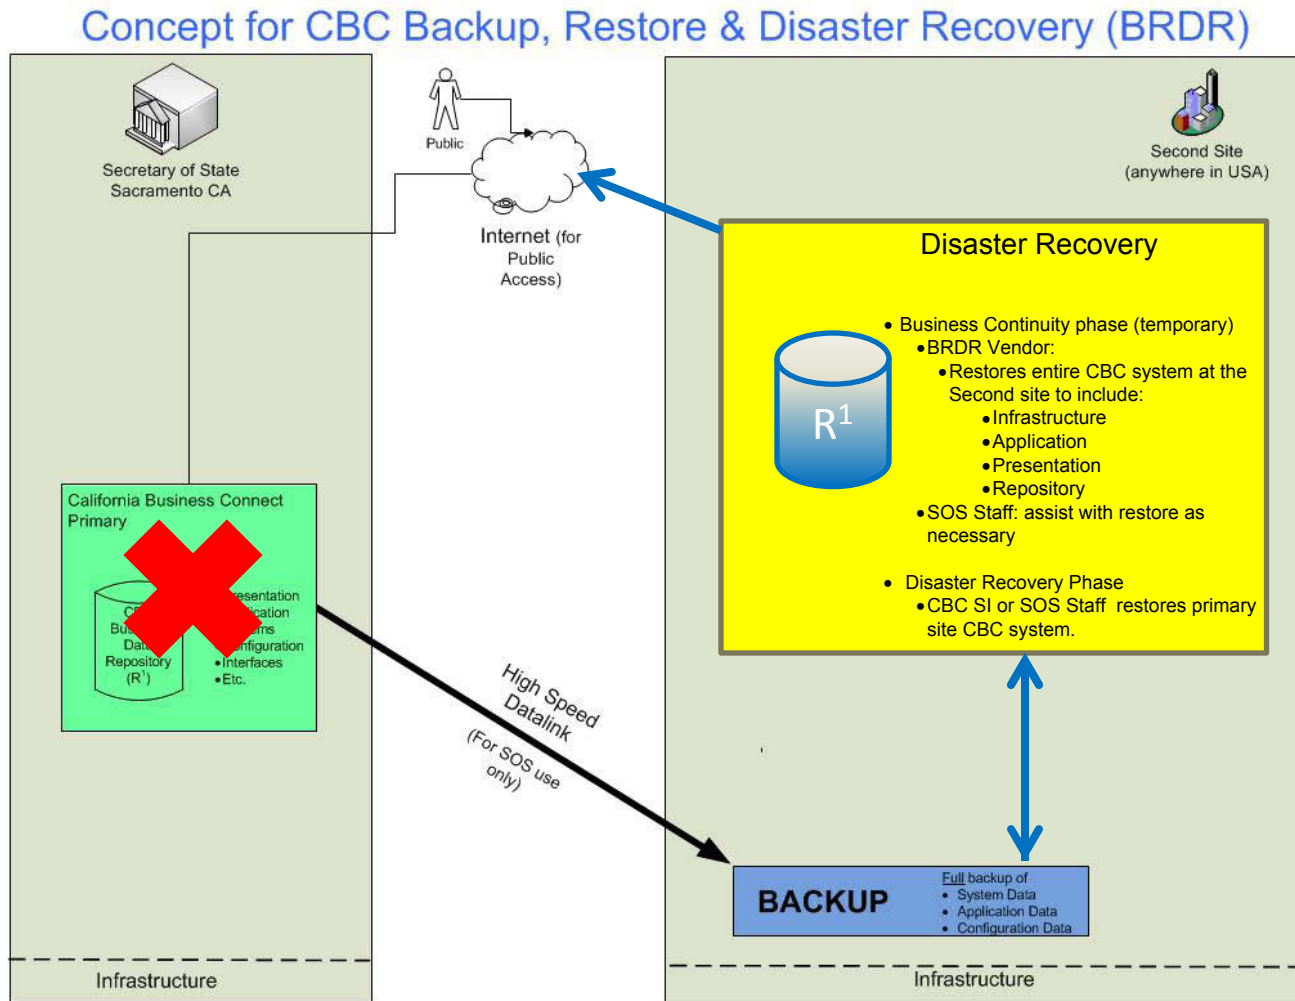 Concept for CBC Backup, Restore & Disaster Recovery (BRDR)
Secretary of State
Sacramento CA
Public
Internet (for
Public
Access)
Second Site
(anywhere in USA)
Disaster Recovery
• Business Continuity phase (temporary)
•BRDR Vendor:
•Restores entire CBC system at the
Second site to include:
•Infrastructure
•Application
•Presentation
•Repository
•SOS Staff: assist with restore as
necessary
• Disaster Recovery Phase
•CBC SI or SOS Staff restores primary
site CBC system.
R¹
California Business Connect
Primary
Data
Repository
(R¹)
•Interfaces
•Etc.
High Speed
Datalink
(For SOS use
only)
BACKUP
Full backup of
• System Data
• Application Data
• Configuration Data
Infrastructure
Infrastructure